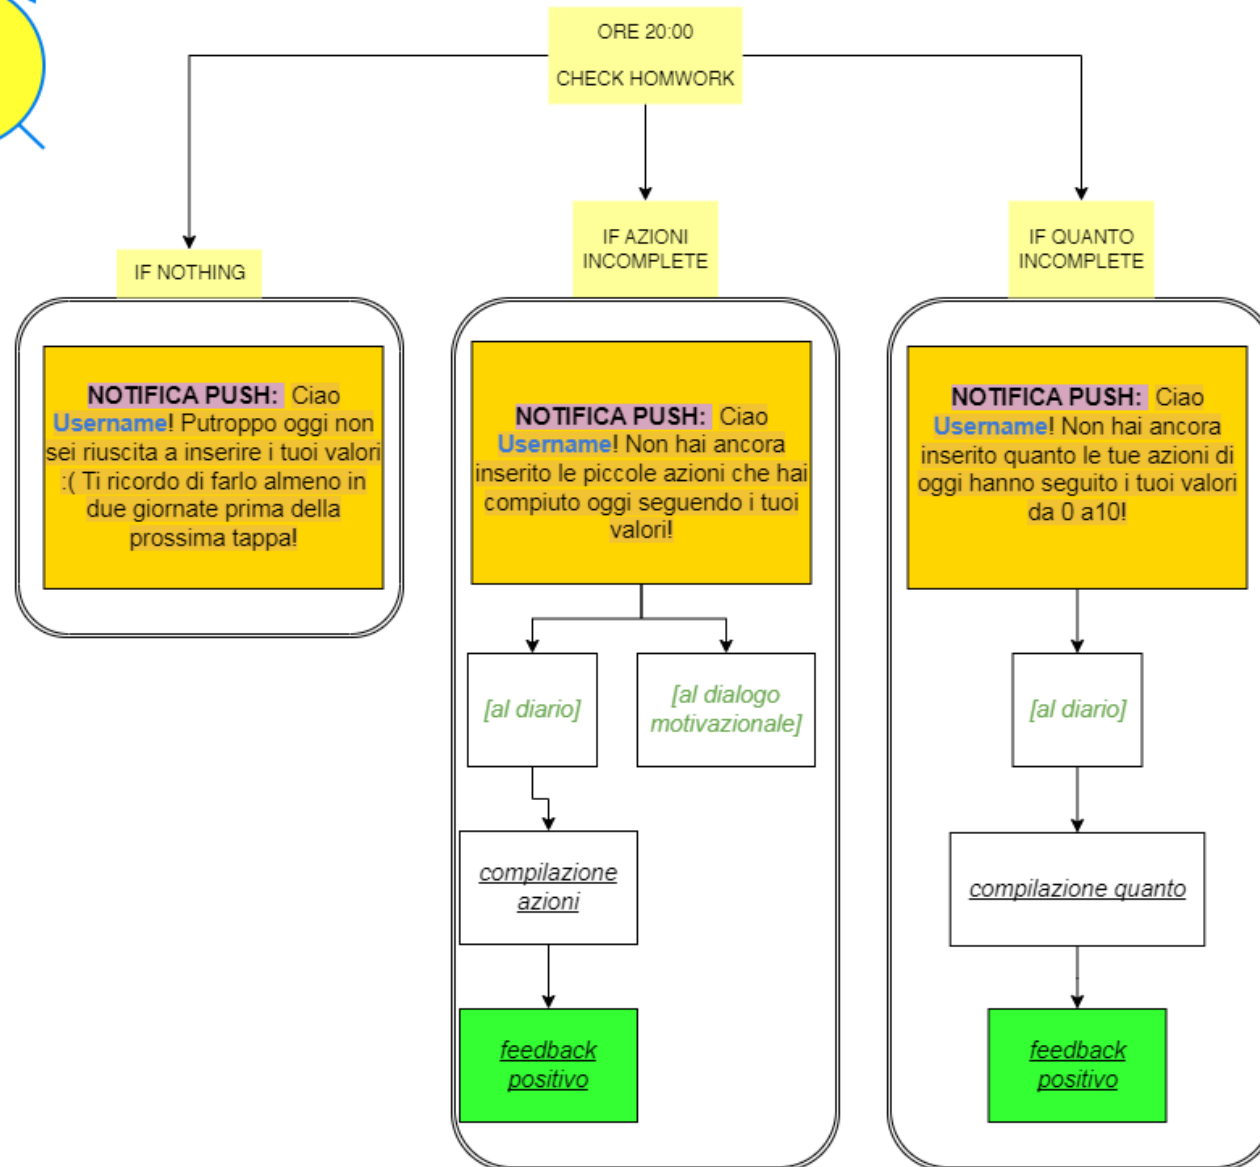 ORE 20:00
CHECK HOMWORK
IF NOTHING
NOTIFICA PUSH: Ciao
Username! Putroppo oggi non
sei riuscita a inserire i tuoi valori
:( Ti ricordo di farlo almeno in
due giornate prima della
prossima tappa!
IF AZIONI
INCOMPLETE
NOTIFICA PUSH: Ciao
Username! Non hai ancora
inserito le piccole azioni che hai
compiuto oggi seguendo i tuoi
valori!
[al diario]
[al dialogo
motivazionale]
compilazione
azioni
feedback
positivo
IF QUANTO
INCOMPLETE
NOTIFICA PUSH: Ciao
Username! Non hai ancora
inserito quanto le tue azioni di
oggi hanno seguito i tuoi valori
da 0 a10!
[al diario]
compilazione quanto
feedback
positivo